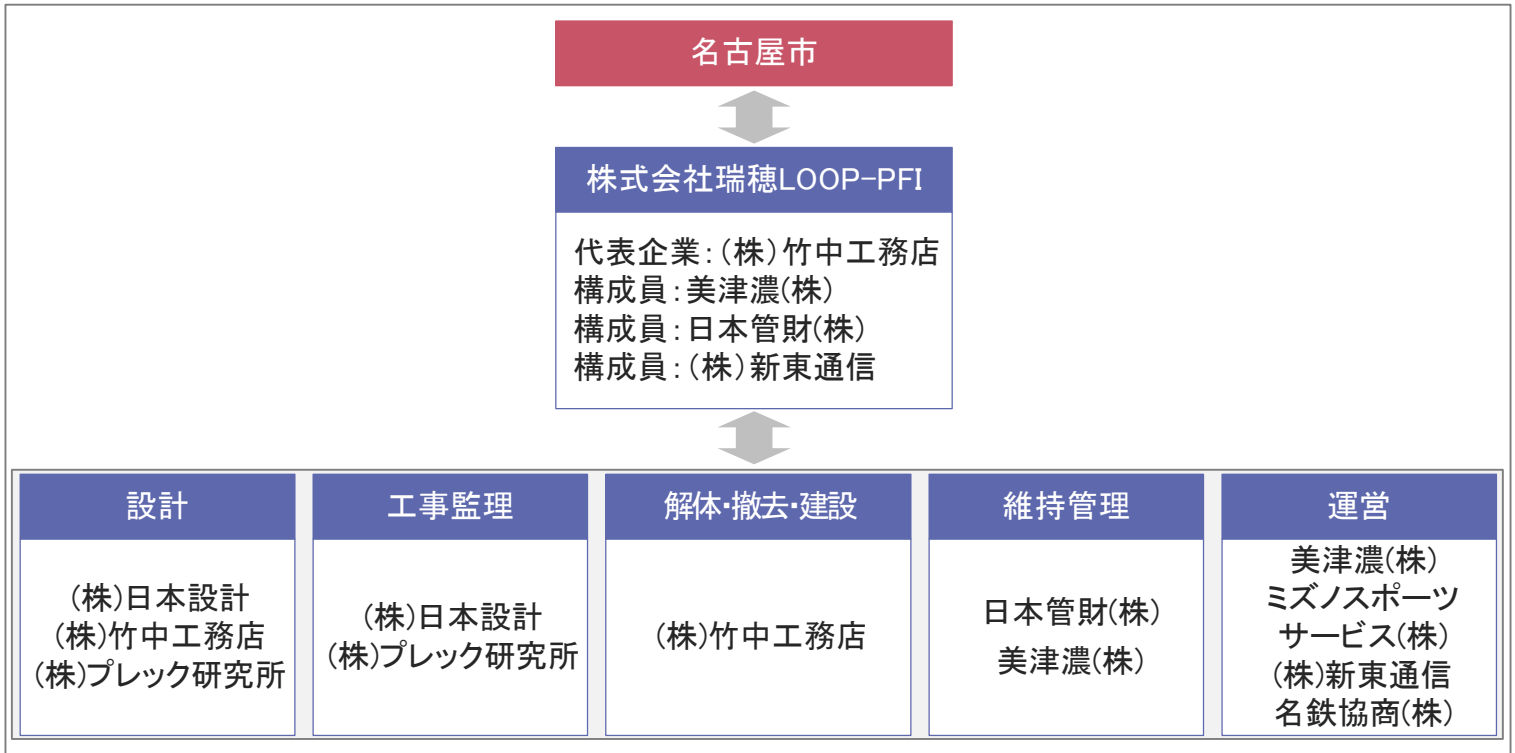 名古屋市
株式会社瑞穂LOOP-PFI
代表企業：(株)竹中工務店
構成員：美津濃(株)
構成員：日本管財(株)
構成員：(株)新東通信
設計
(株)日本設計
(株)竹中工務店
(株)プレック研究所
工事監理
(株)日本設計
(株)プレック研究所
解体・撤去・建設
(株)竹中工務店
維持管理
日本管財(株)
美津濃(株)
運営
美津濃(株)
ミズノスポーツ
サービス(株)
(株)新東通信
名鉄協商(株)